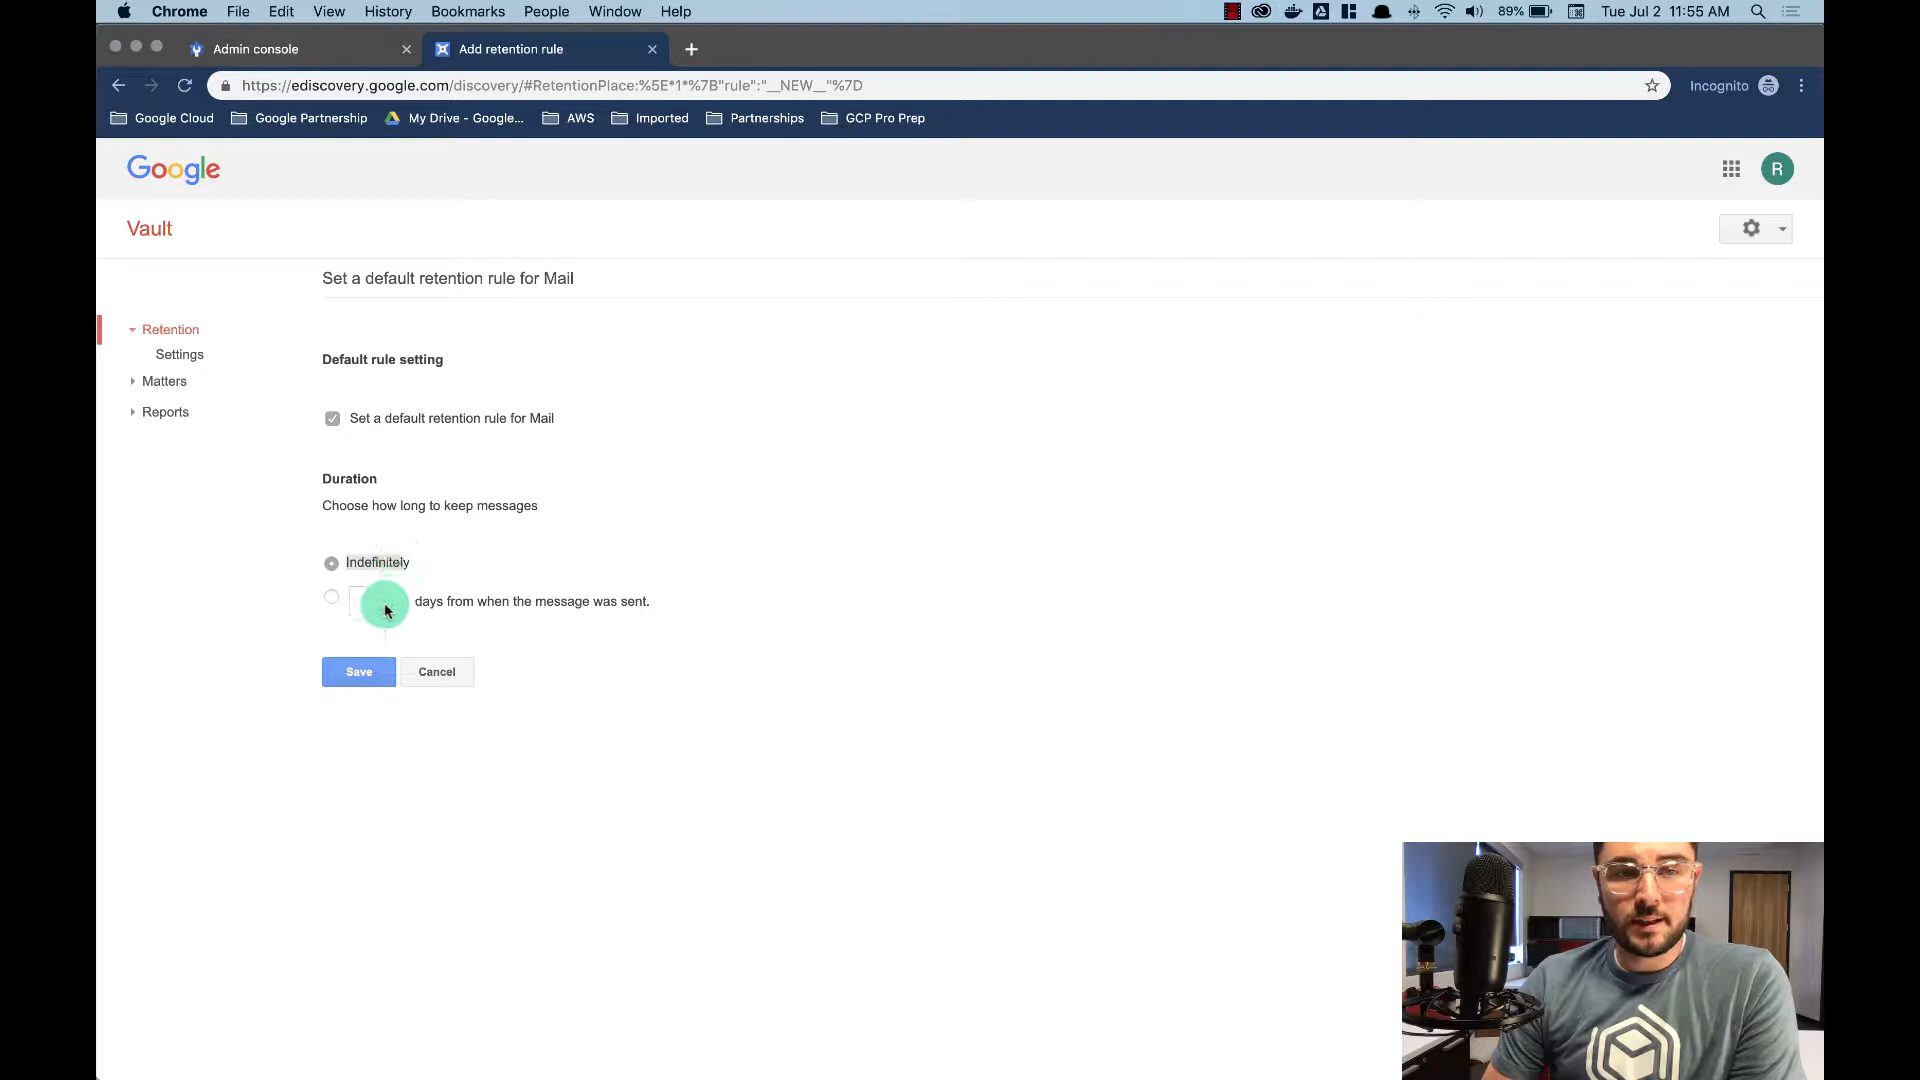 Chrome File Edit View History Bookmarks People Window Help 89% Tue Jul 2 11:55 AM
Admin console Add retention rule
https://ediscovery.google.com/discovery/#RetentionPlace:%5E*1*%7B"rule":"__NEW__"%7D Incognito
Google Cloud Google Partnership My Drive - Google... AWS Imported Partnerships GCP Pro Prep
Google R
Vault
Set a default retention rule for Mail
Retention
Settings
Matters
Reports
Default rule setting
Set a default retention rule for Mail
Duration
Choose how long to keep messages
Indefinitely
days from when the message was sent.
Save Cancel